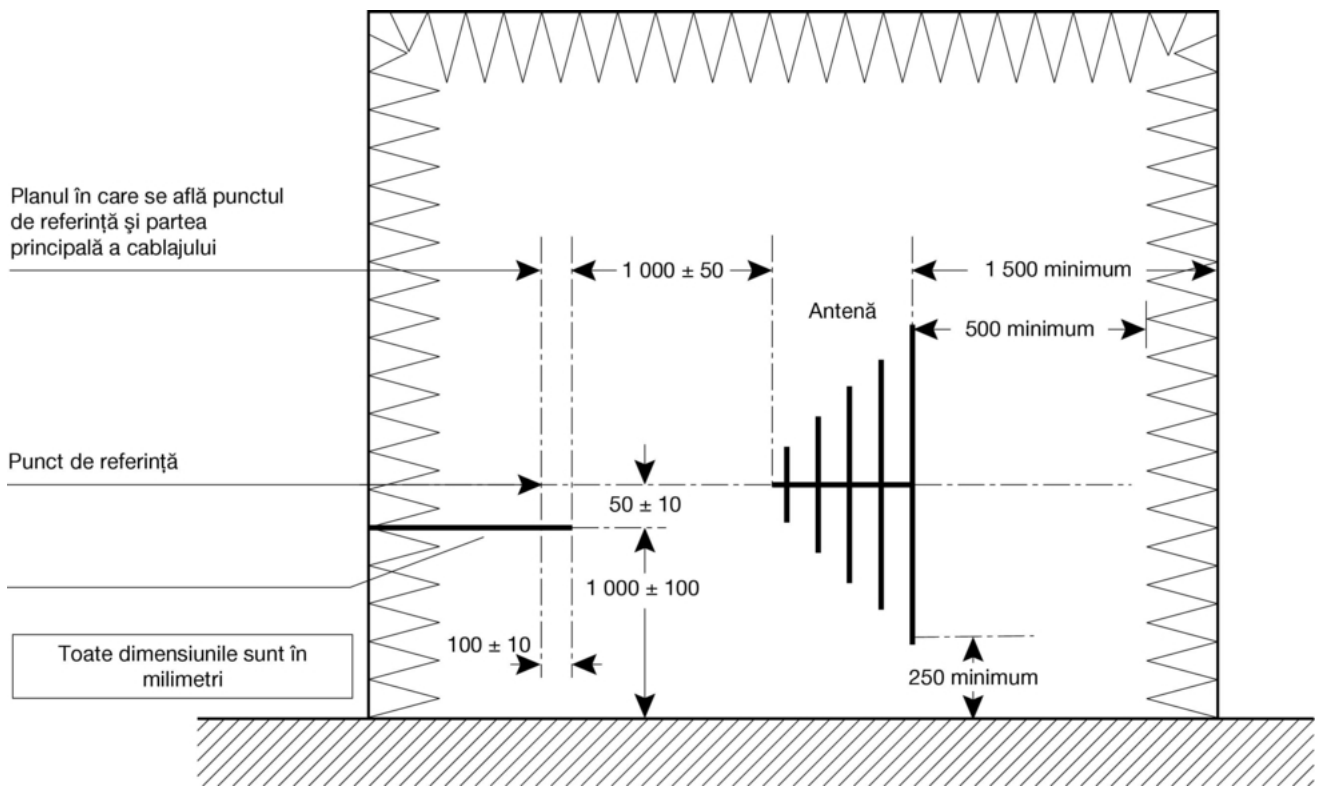 Planul în care se află punctul
de referință şi partea
principală a cablajului
1 000 ± 50
1 500 minimum
Antenă
500 minimum
Punct de referință
50 ± 10
1 000 ± 100
Toate dimensiunile sunt în
milimetri
100 ± 10
250 minimum